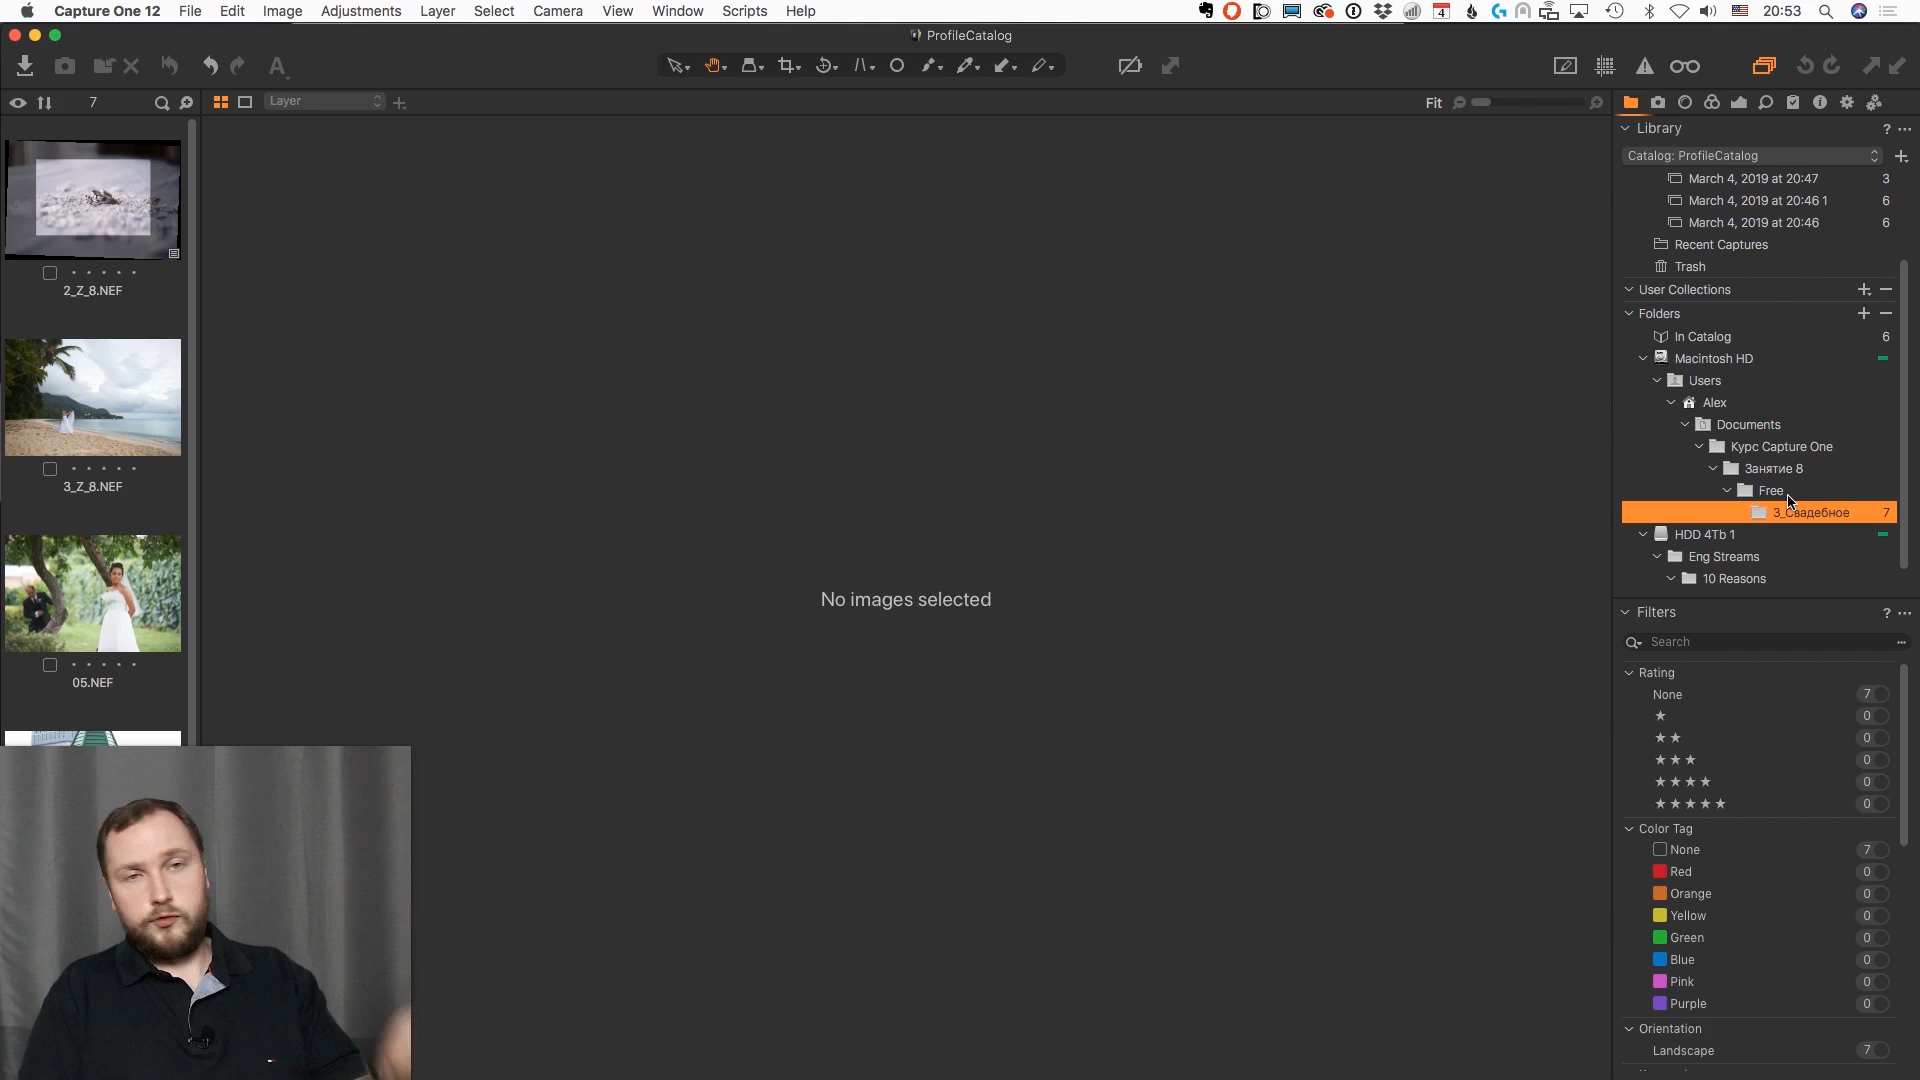 Capture One 12 File Edit Image Adjustments Layer Select Camera View Window Scripts Help
4 20:53
ProfileCatalog
A
7
Layer
Fit
Library
?
Catalog: ProfileCatalog
March 4, 2019 at 20:47 3
March 4, 2019 at 20:46 1 6
March 4, 2019 at 20:46 6
Recent Captures
Trash
User Collections
Folders
In Catalog 6
Macintosh HD
Users
Alex
Documents
Курс Capture One
Занятие 8
Free
3_Свадебное 7
HDD 4Tb 1
Eng Streams
10 Reasons
2_Z_8.NEF
3_Z_8.NEF
05.NEF
No images selected
Filters
?
Search
Rating
None 7
★ 0
★★ 0
★★★ 0
★★★★ 0
★★★★★ 0
Color Tag
None 7
Red 0
Orange 0
Yellow 0
Green 0
Blue 0
Pink 0
Purple 0
Orientation
Landscape 7